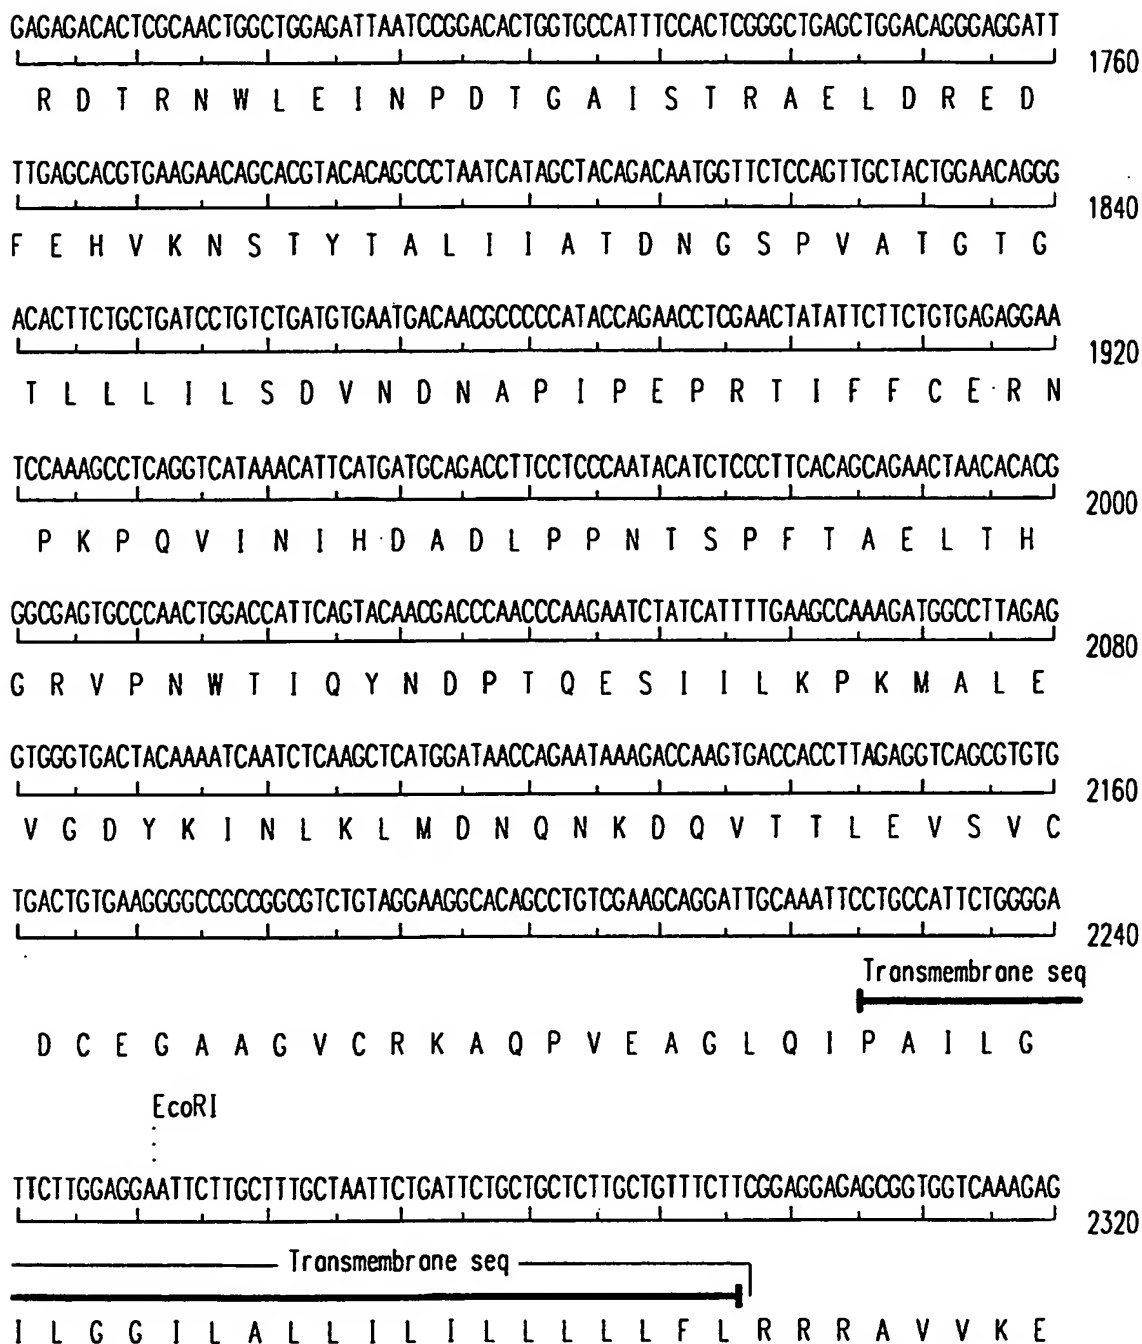 GAGAGACACTCGCAACTGGCTGGAGATTAATCCGGACACTGGTGCCATTTCCACTCGGGCTGAGCTGGACAGGGAGGATT
1760
R D T R N W L E I N P D T G A I S T R A E L D R E D
TTGAGCACGTGAAGAACAGCACGTACACAGCCCTAATCATAGCTACAGACAATGGTTCTCCAGTTGCTACTGGAACAGGG
1840
F E H V K N S T Y T A L I I A T D N G S P V A T G T G
ACACTTCTGCTGATCCTGTCTGATGTGAATGACAACGCCCCCATACCAGAACCTCGAACTATATTCTTCTGTGAGAGGAA
1920
T L L L I L S D V N D N A P I P E P R T I F F C E R N
TCCAAAGCCTCAGGTCATAAACATTCATGATGCAGACCTTCCTCCCAATACATCTCCCTTCACAGCAGAACTAACACACG
2000
P K P Q V I N I H D A D L P P N T S P F T A E L T H
GGCGAGTGCCCAACTGGACCATTCAGTACAACGACCCAACCCAAGAATCTATCATTTTGAAGCCAAAGATGGCCTTAGAG
2080
G R V P N W T I Q Y N D P T Q E S I I L K P K M A L E
GTGGGTGACTACAAAATCAATCTCAAGCTCATGGATAACCAGAATAAAGACCAAGTGACCACCTTAGAGGTCAGCGTGTG
2160
V G D Y K I N L K L M D N Q N K D Q V T T L E V S V C
TGACTGTGAAGGGGCCGCCGGCGTCTGTAGGAAGGCACAGCCTGTCGAAGCAGGATTGCAAATTCCTGCCATTCTGGGGA
2240
Transmembrane seq
D C E G A A G V C R K A Q P V E A G L Q I P A I L G
EcoRI
TTCTTGGAGGAATTCTTGCTTTGCTAATTCTGATTCTGCTGCTCTTGCTGTTTCTTCGGAGGAGAGCGGTGGTCAAAGAG
2320
Transmembrane seq
I L G G I L A L L I L I L L L L L F L R R R A V V K E